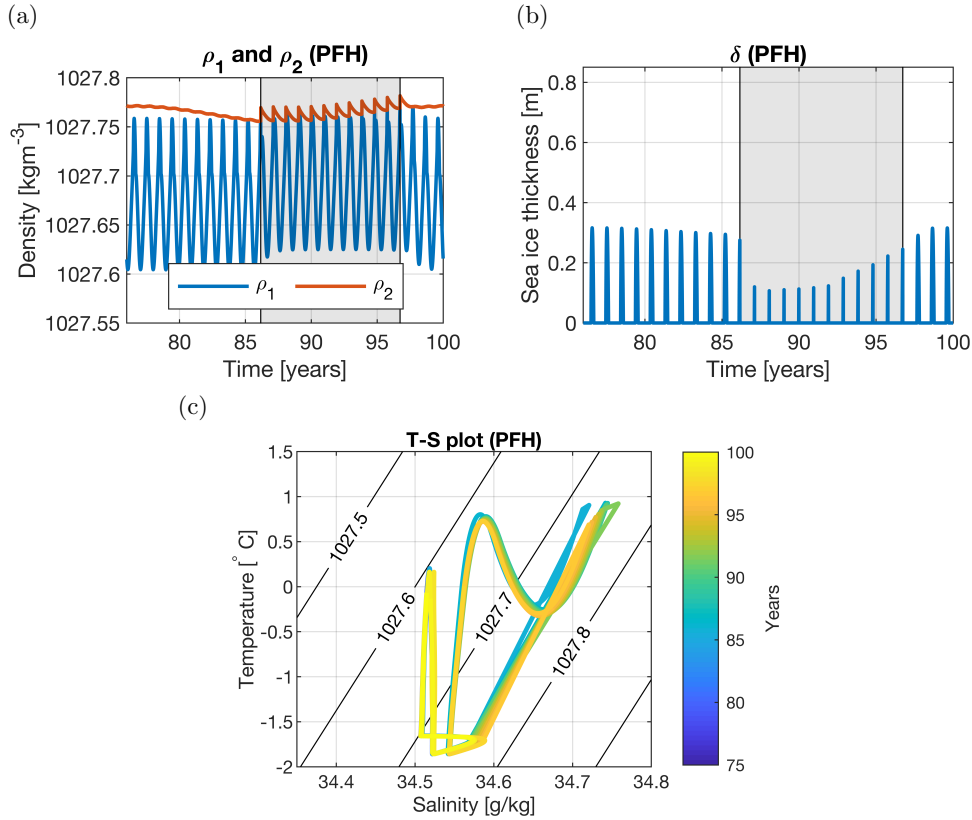 (a)
ρ1 and ρ2 (PFH)
1027.8
1027.75
1027.7
1027.65
1027.6
1027.55
Density [kgm-3]
80
85
90
95
100
Time [years]
ρ1
ρ2
(b)
δ (PFH)
0.8
0.6
0.4
0.2
0
Sea ice thickness [m]
80
85
90
95
100
Time [years]
(c)
T-S plot (PFH)
1.5
1
0.5
0
-0.5
-1
-1.5
-2
Temperature [° C]
1027.5
1027.6
1027.7
1027.8
34.4
34.5
34.6
34.7
34.8
Salinity [g/kg]
100
95
90
85
80
75
Years